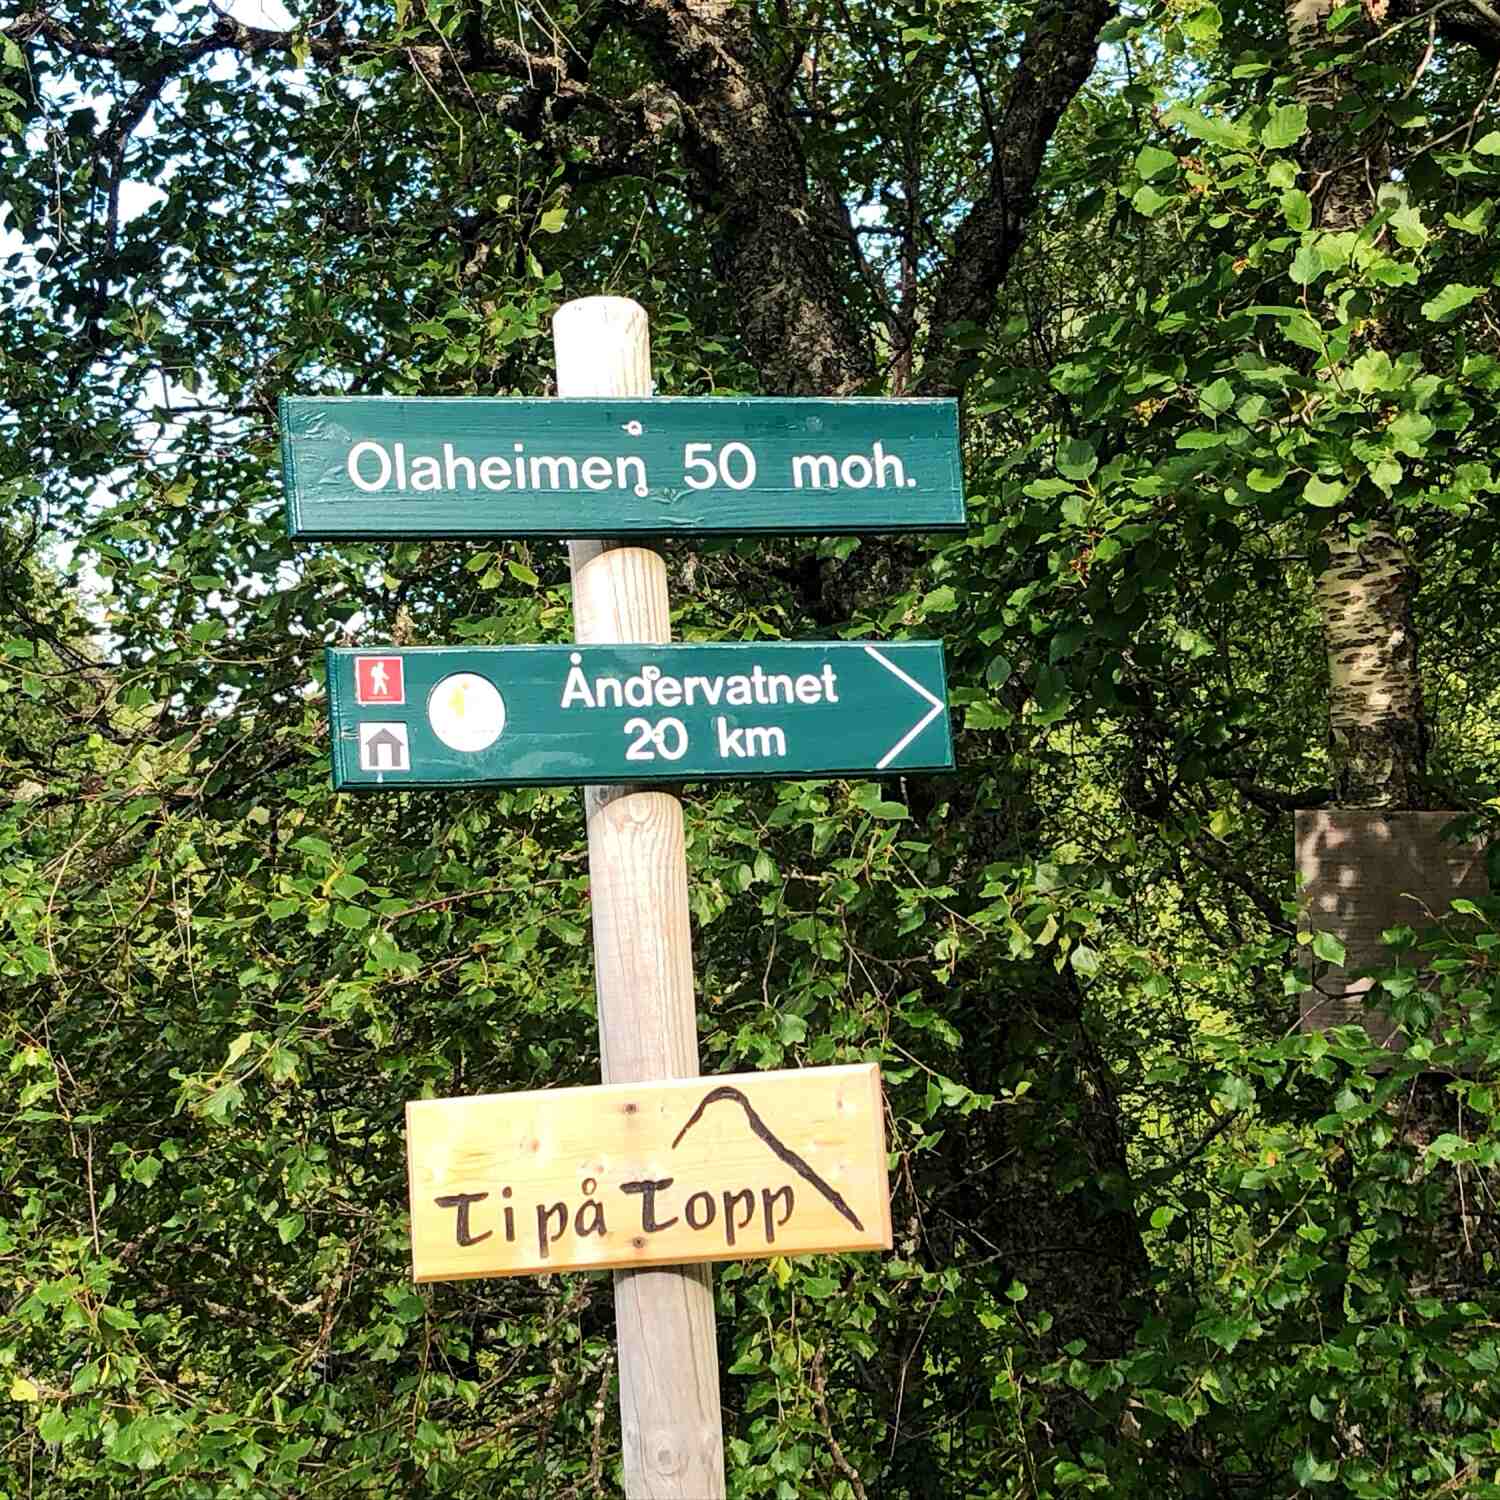 Olaheimen 50 moh.
Åndervatnet
20 km
Ti på Topp